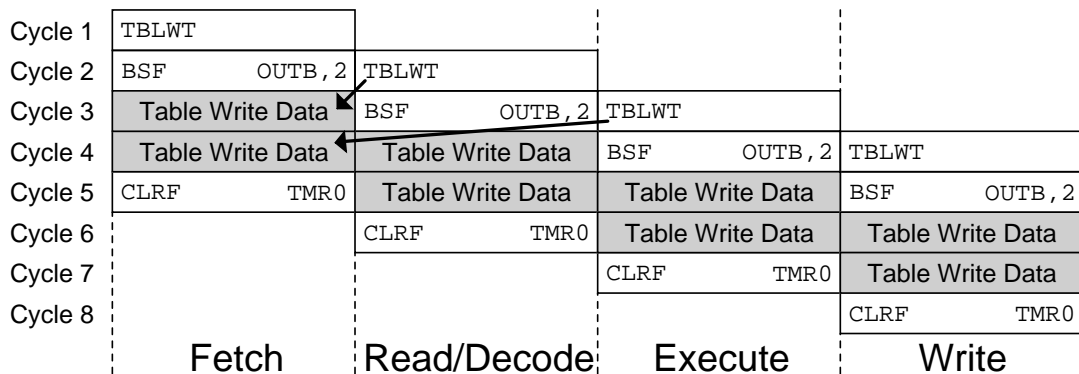 Cycle 1 TBLWT
Cycle 2 BSF OUTB,2 TBLWT
Cycle 3 Table Write Data BSF OUTB,2 TBLWT
Cycle 4 Table Write Data Table Write Data BSF OUTB,2 TBLWT
Cycle 5 CLRF TMR0 Table Write Data Table Write Data BSF OUTB,2
Cycle 6 CLRF TMR0 Table Write Data Table Write Data
Cycle 7 CLRF TMR0 Table Write Data
Cycle 8 CLRF TMR0
Fetch Read/Decode Execute Write